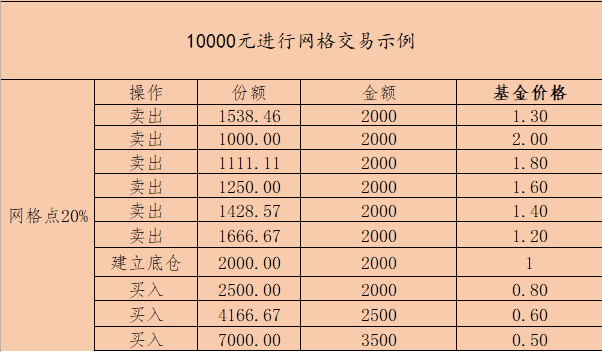 10000元进行网格交易示例
网格点20%
操作 份额 金额 基金价格
卖出 1538.46 2000 1.30
卖出 1000.00 2000 2.00
卖出 1111.11 2000 1.80
卖出 1250.00 2000 1.60
卖出 1428.57 2000 1.40
卖出 1666.67 2000 1.20
建立底仓 2000.00 2000 1
买入 2500.00 2000 0.80
买入 4166.67 2500 0.60
买入 7000.00 3500 0.50